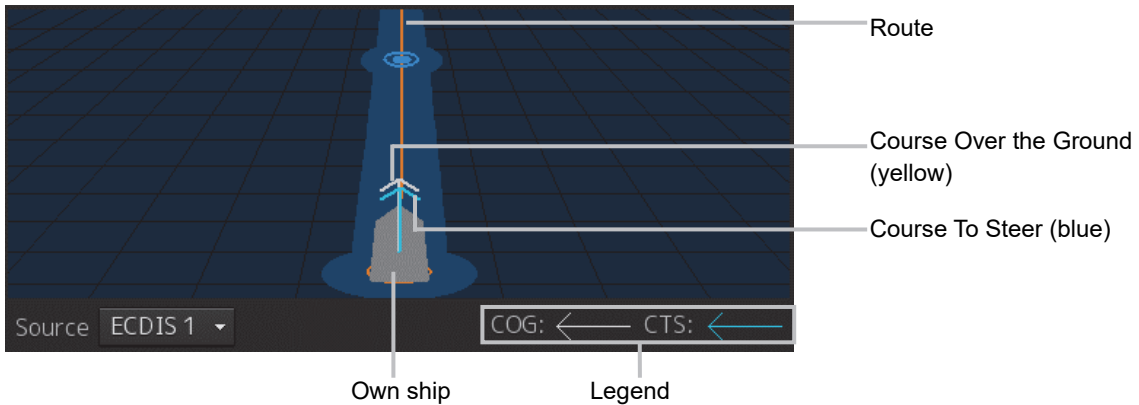 Route
Course Over the Ground
(yellow)
Course To Steer (blue)
Source ECDIS 1 COG: CTS:
Own ship Legend